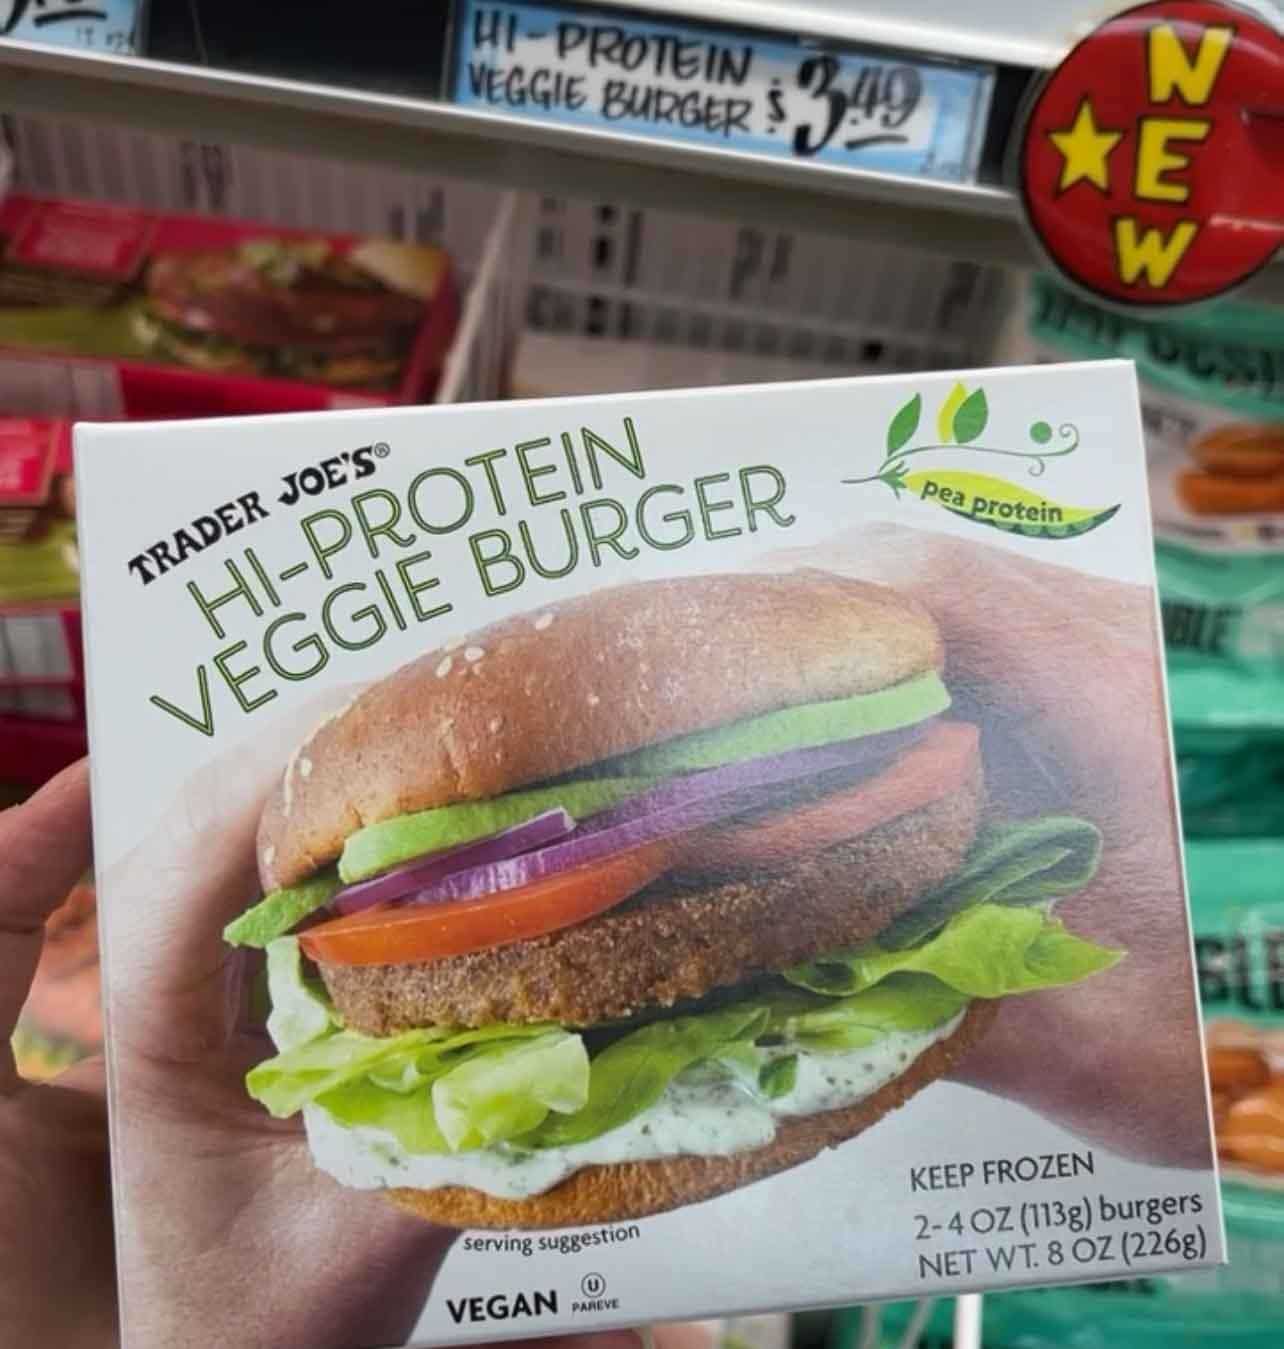 HI-PROTEIN
VEGGIE BURGER $3.49
NEW
TRADER JOE'S®
HI-PROTEIN
VEGGIE BURGER
pea protein
KEEP FROZEN
2-4 OZ (113g) burgers
NET WT. 8 OZ (226g)
serving suggestion
VEGAN
U
PAREVE